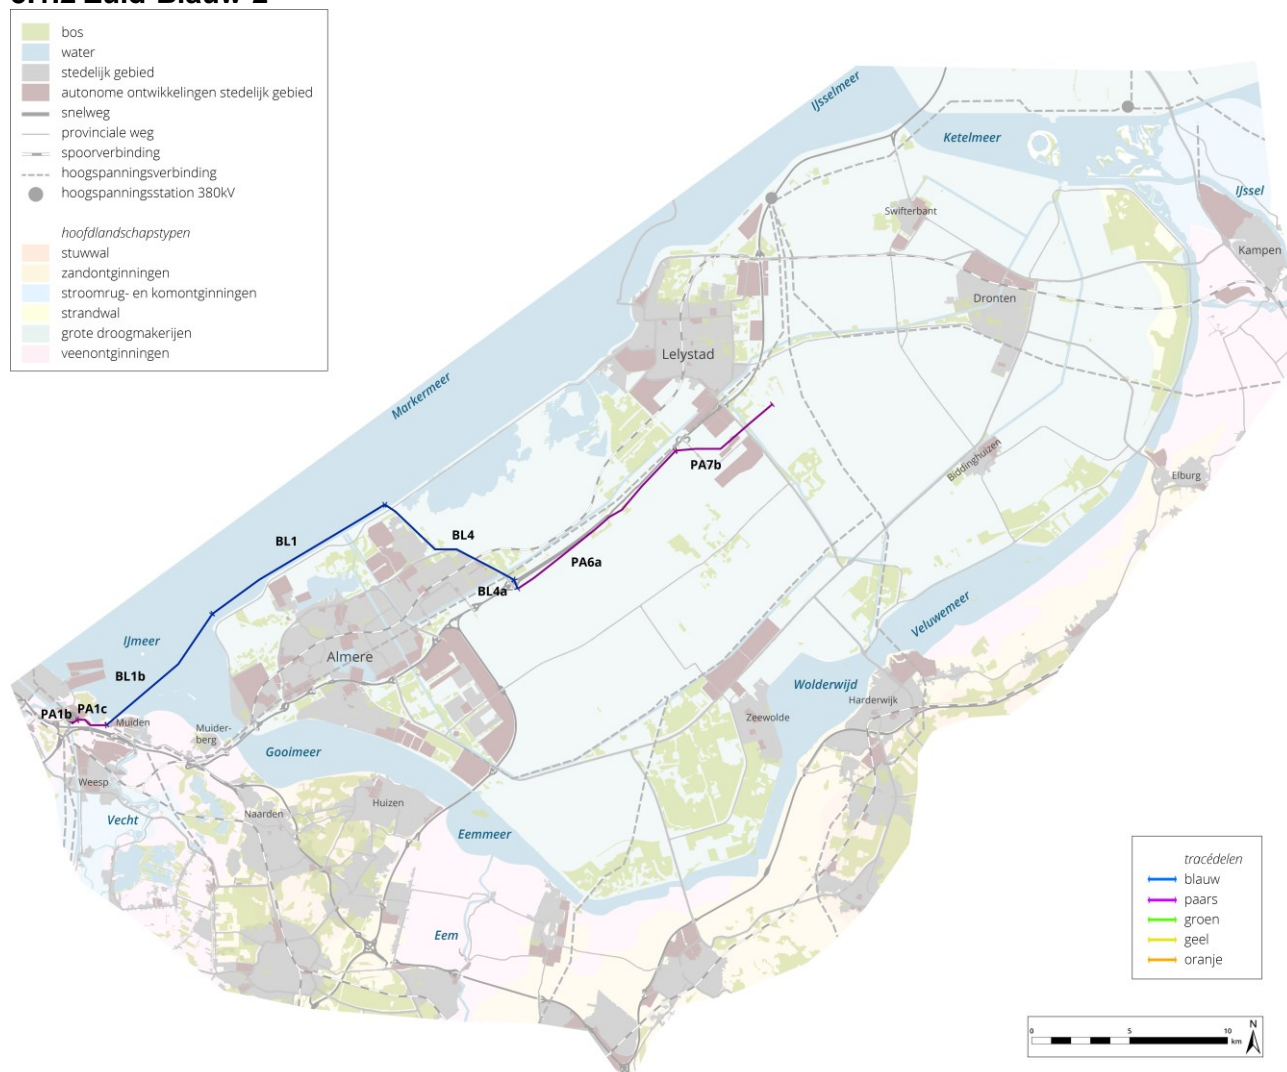 bos
water
stedelijk gebied
autonome ontwikkelingen stedelijk gebied
snelweg
provinciale weg
spoorverbinding
hoogspanningsverbinding
hoogspanningsstation 380kV
hoofdlandschapstypen
stuwwal
zandontginningen
stroomrug- en komontginningen
strandwal
grote droogmakerijen
veenontginningen
IJsselmeer
Ketelmeer
IJssel
Swifterbant
Kampen
Dronten
Lelystad
Markermeer
Biddinghuizen
PA7b
Elburg
BL1
BL4
PA6a
BL4a
Veluwemeer
IJmeer
Almere
BL1b
Wolderwijd
Harderwijk
PA1b
PA1c
Muiden
Muider-
berg
Zeewolde
Gooimeer
Weesp
Huizen
Naarden
Vecht
Eemmeer
Eem
tracédelen
blauw
paars
groen
geel
oranje
0
5
10
km
N